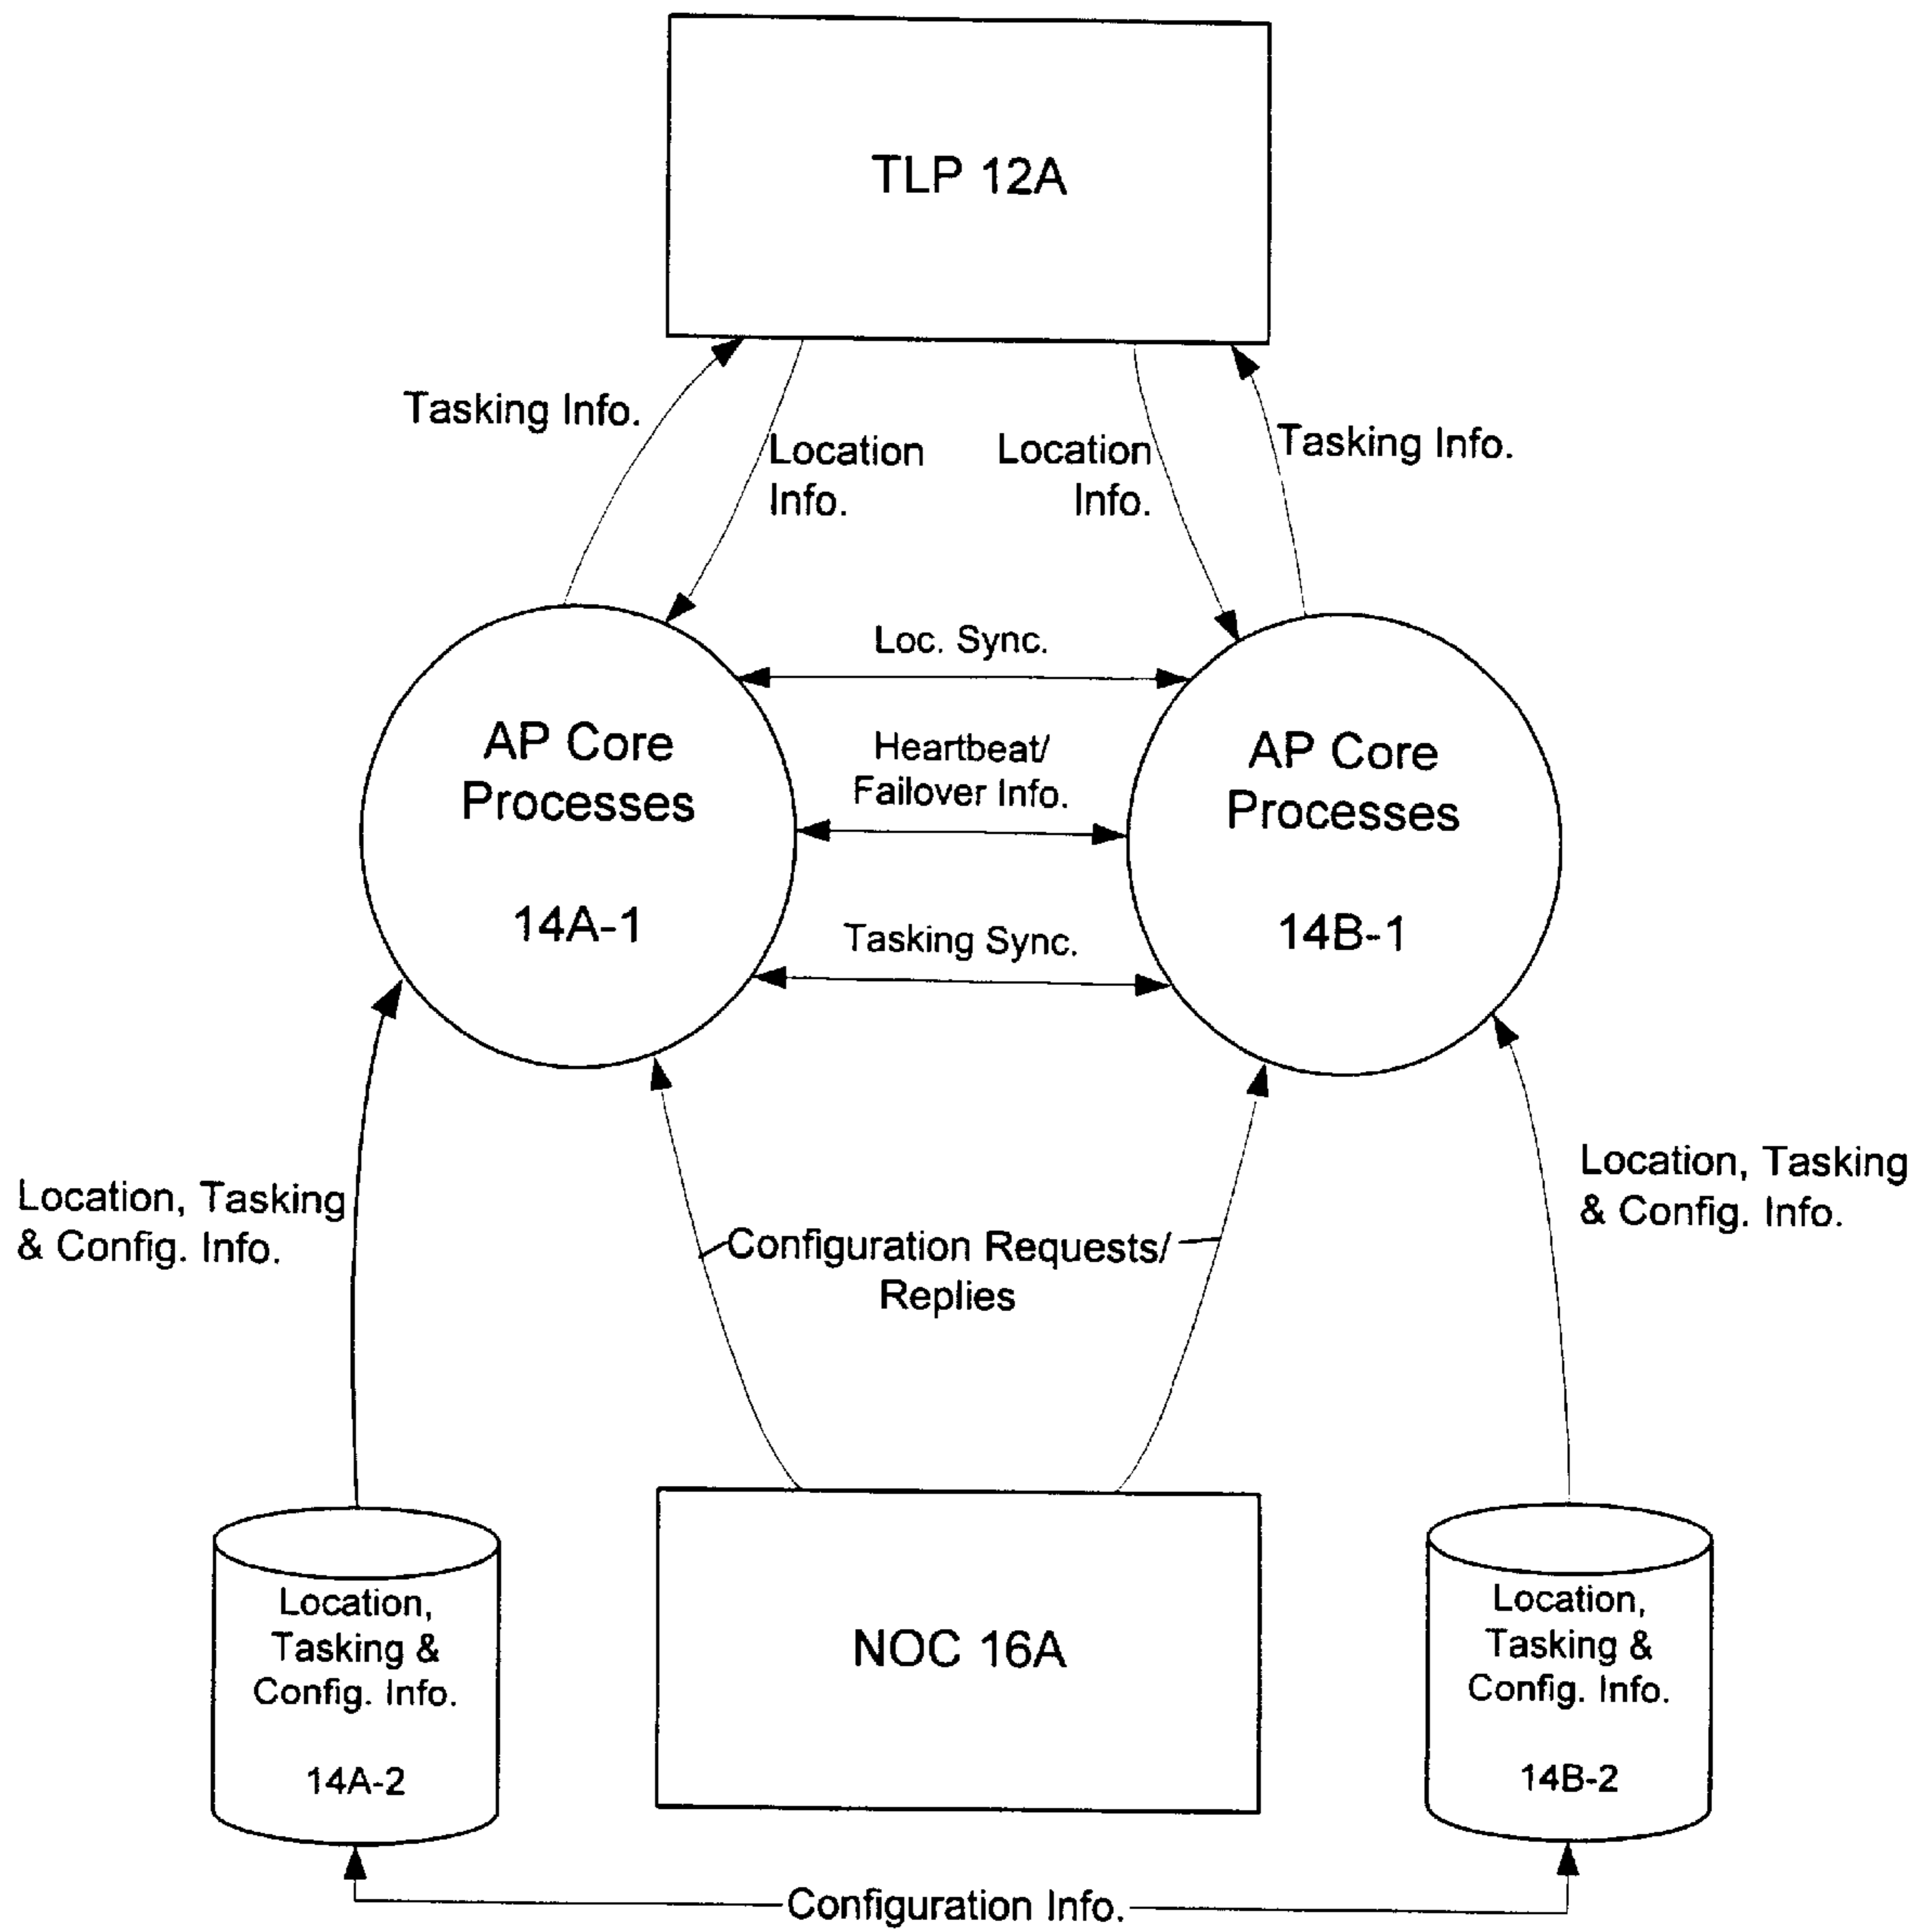 TLP 12A
Tasking Info.
Location
Info.
Location
Info.
Tasking Info.
Loc. Sync.
AP Core
Processes
14A-1
Heartbeat/
Failover Info.
AP Core
Processes
14B-1
Tasking Sync.
Location, Tasking
& Config. Info.
Configuration Requests/
Replies
Location, Tasking
& Config. Info.
Location,
Tasking &
Config. Info.
14A-2
NOC 16A
Location,
Tasking &
Config. Info.
14B-2
Configuration Info.